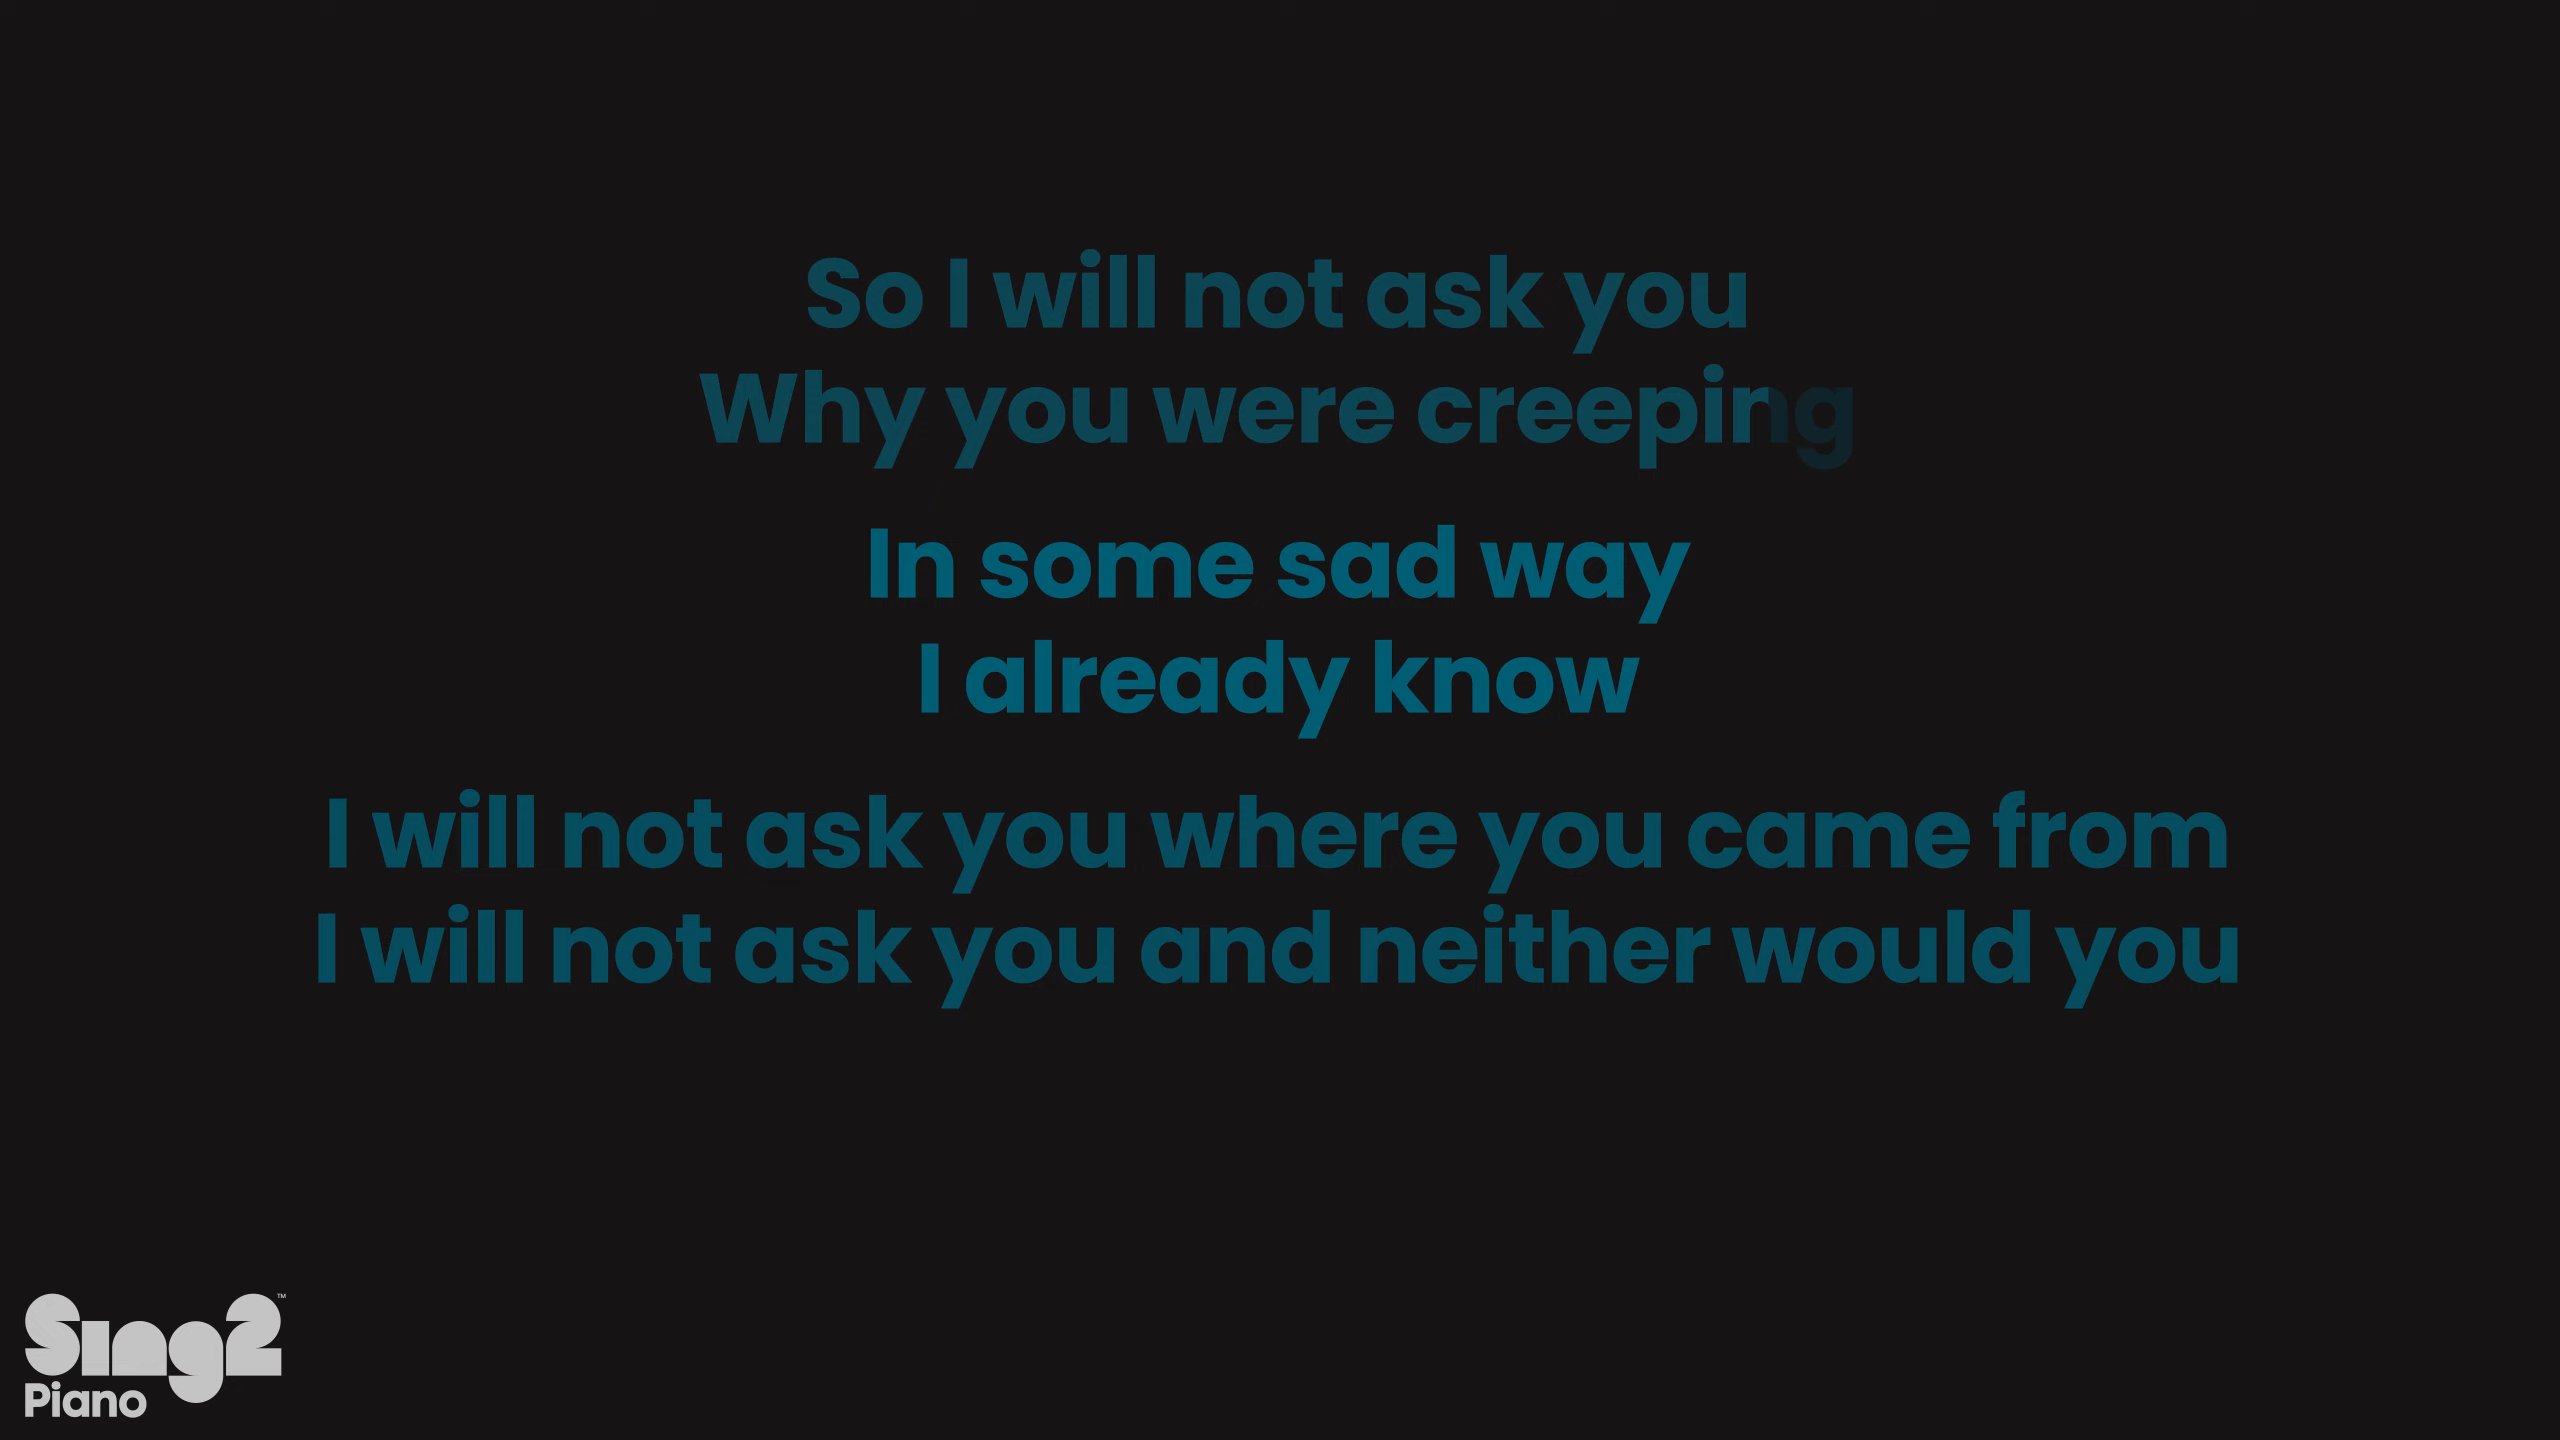 So I will not ask you
Why you were creeping
In some sad way
I already know
I will not ask you where you came from
I will not ask you and neither would you
Sing2™
Piano